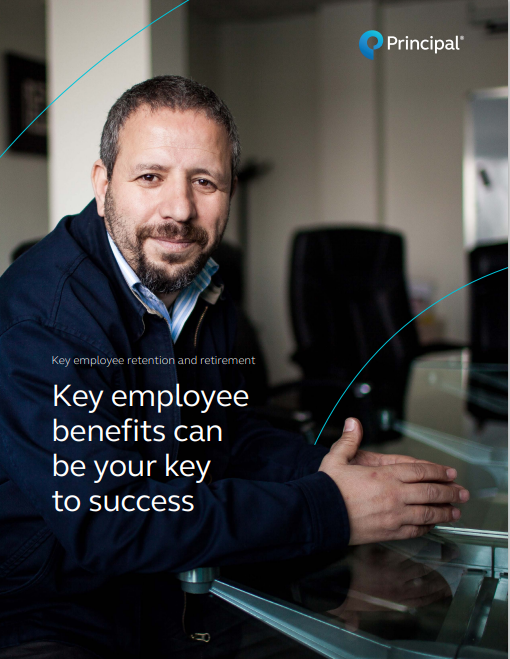 Principal®
Key employee retention and retirement
Key employee
benefits can
be your key
to success